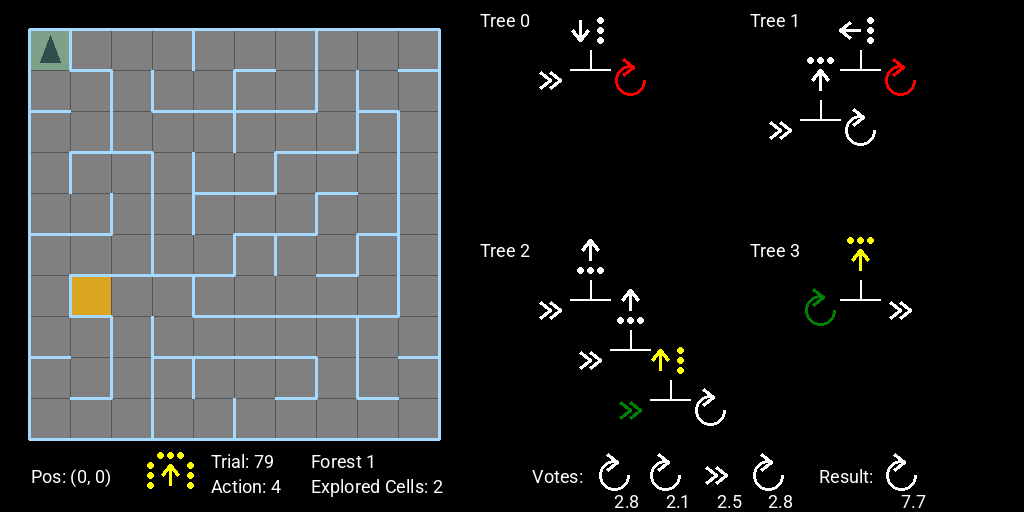 Tree 0
Tree 1
Tree 2
Tree 3
Pos: (0, 0)
Trial: 79
Forest 1
Action: 4
Explored Cells: 2
Votes:
2.8
2.1
2.5
2.8
Result:
7.7